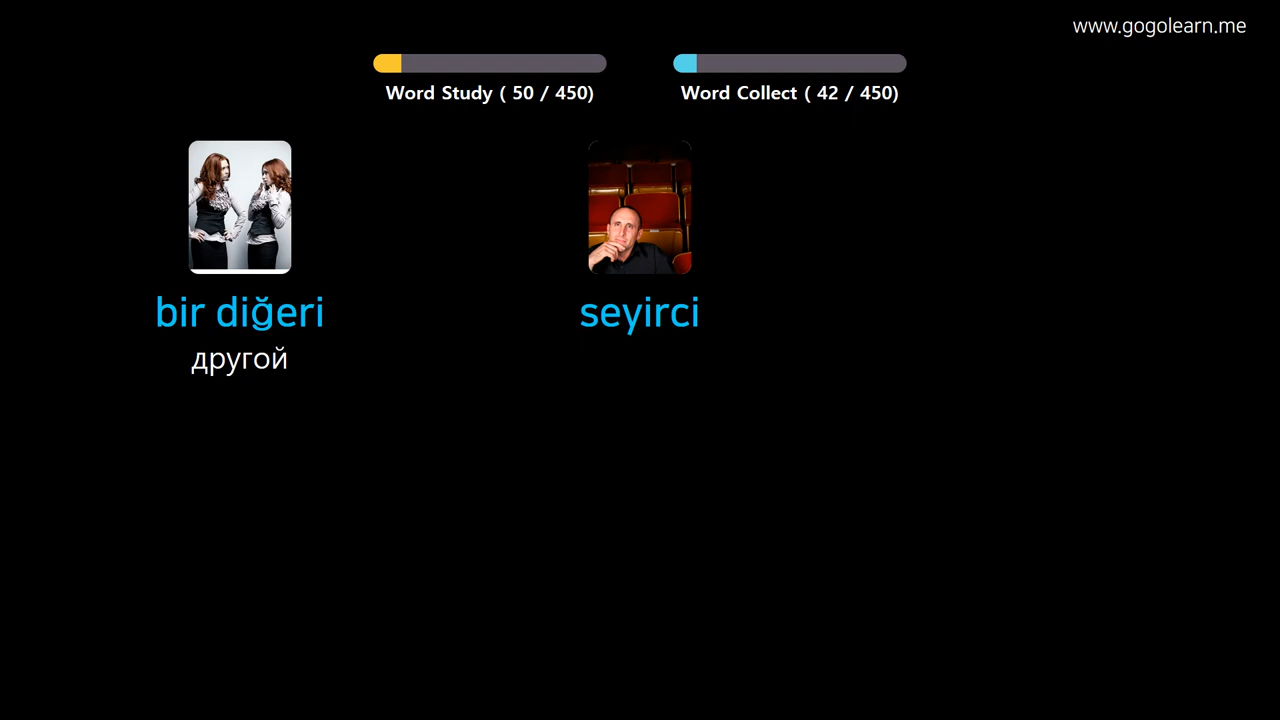 www.gogolearn.me
Word Study ( 50 / 450)
Word Collect ( 42 / 450)
bir diğeri
seyirci
другой